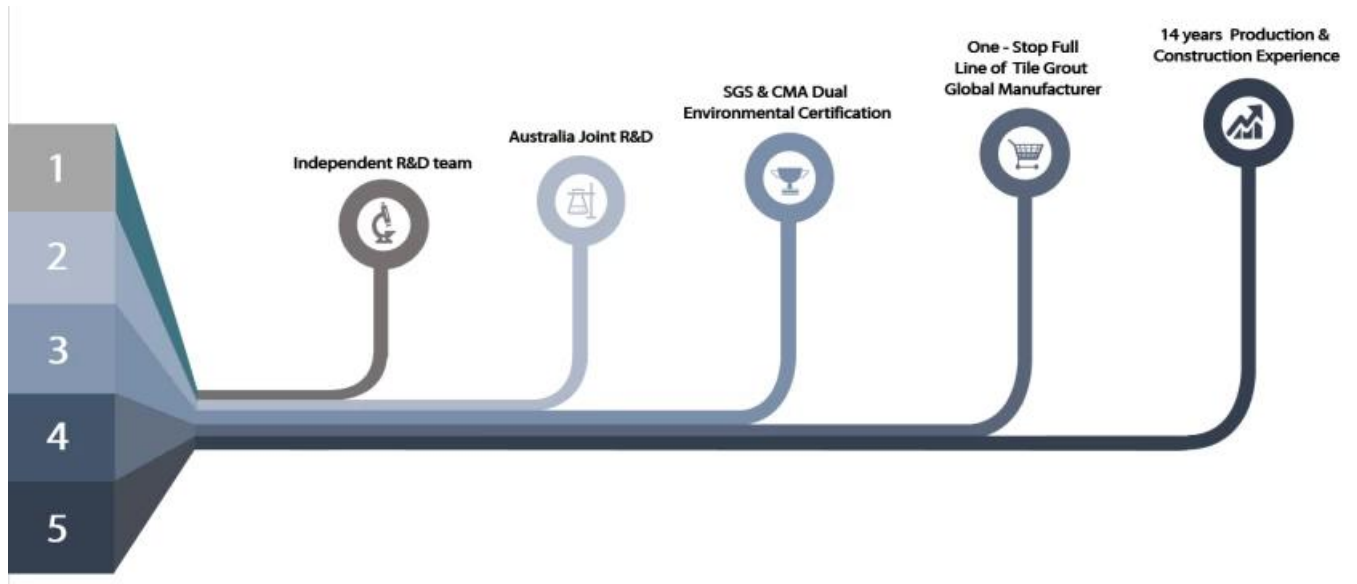 1
2
3
4
5
Independent R&D team
Australia Joint R&D
SGS & CMA Dual
Environmental Certification
One - Stop Full
Line of Tile Grout
Global Manufacturer
14 years Production &
Construction Experience